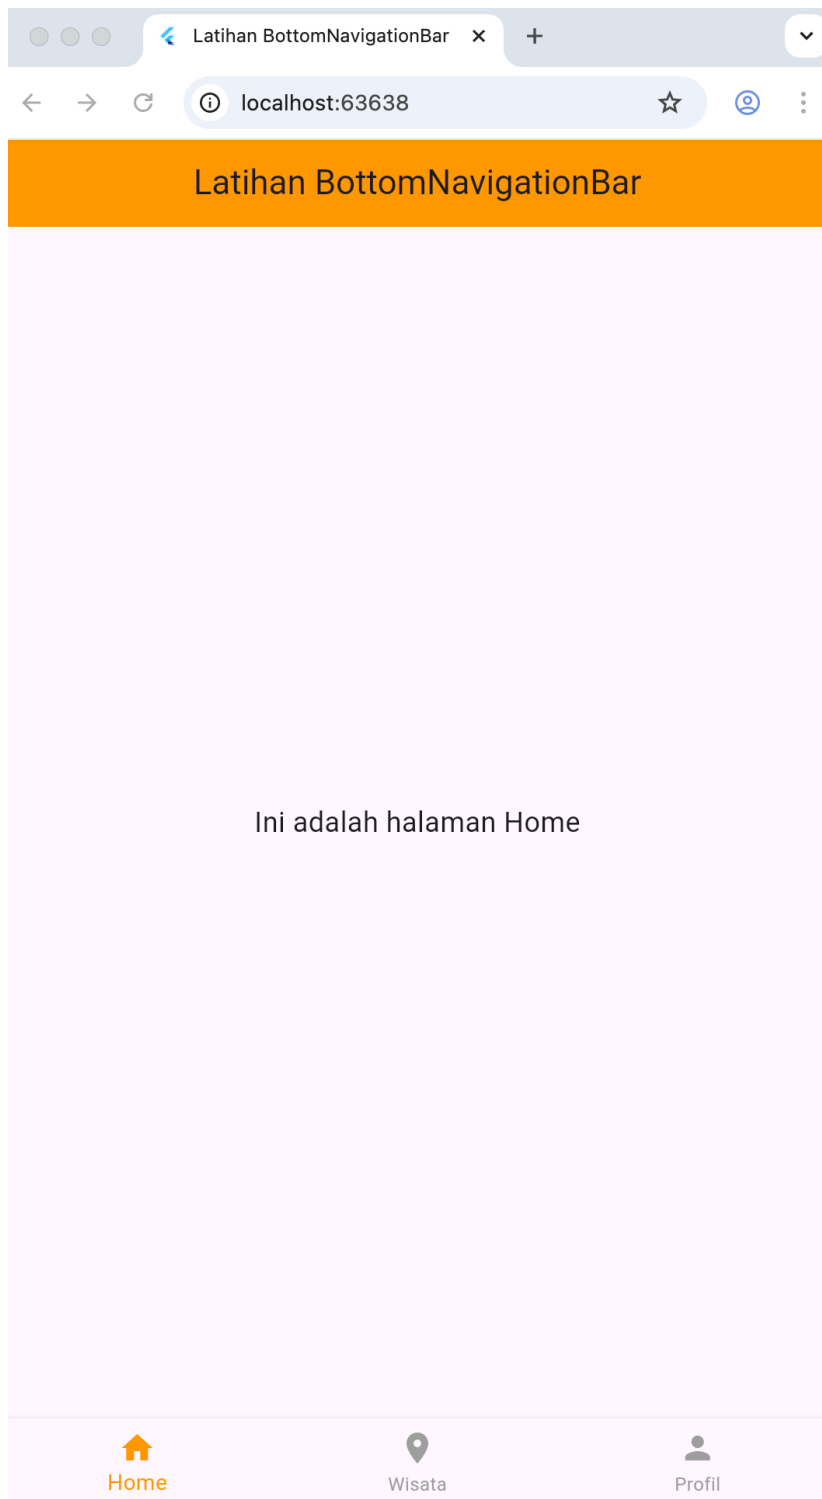 Latihan BottomNavigationBar
localhost:63638
Latihan BottomNavigationBar
Ini adalah halaman Home
Home
Wisata
Profil